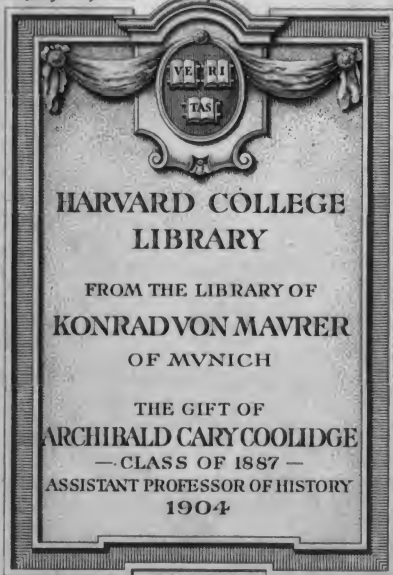 VE RI
TAS
HARVARD COLLEGE
LIBRARY
FROM THE LIBRARY OF
KONRAD VON MAVRER
OF MVNICH
THE GIFT OF
ARCHIBALD CARY COOLIDGE
— CLASS OF 1887 —
ASSISTANT PROFESSOR OF HISTORY
1904